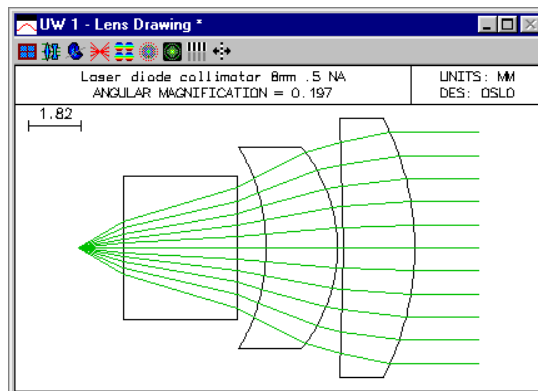 UW 1 - Lens Drawing *
Laser diode collimator 8mm .5 NA
ANGULAR MAGNIFICATION = 0.197
UNITS: MM
DES: OSLO
1.82